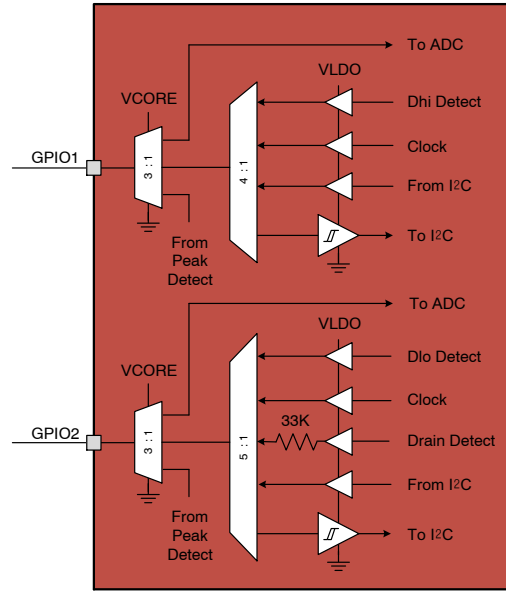 To ADC
VLDO
VCORE
Dhi Detect
GPIO1
3 : 1
4 : 1
Clock
From I2C
From
Peak
Detect
To I2C
To ADC
VLDO
VCORE
Dlo Detect
Clock
GPIO2
3 : 1
5 : 1
33K
Drain Detect
From I2C
From
Peak
Detect
To I2C